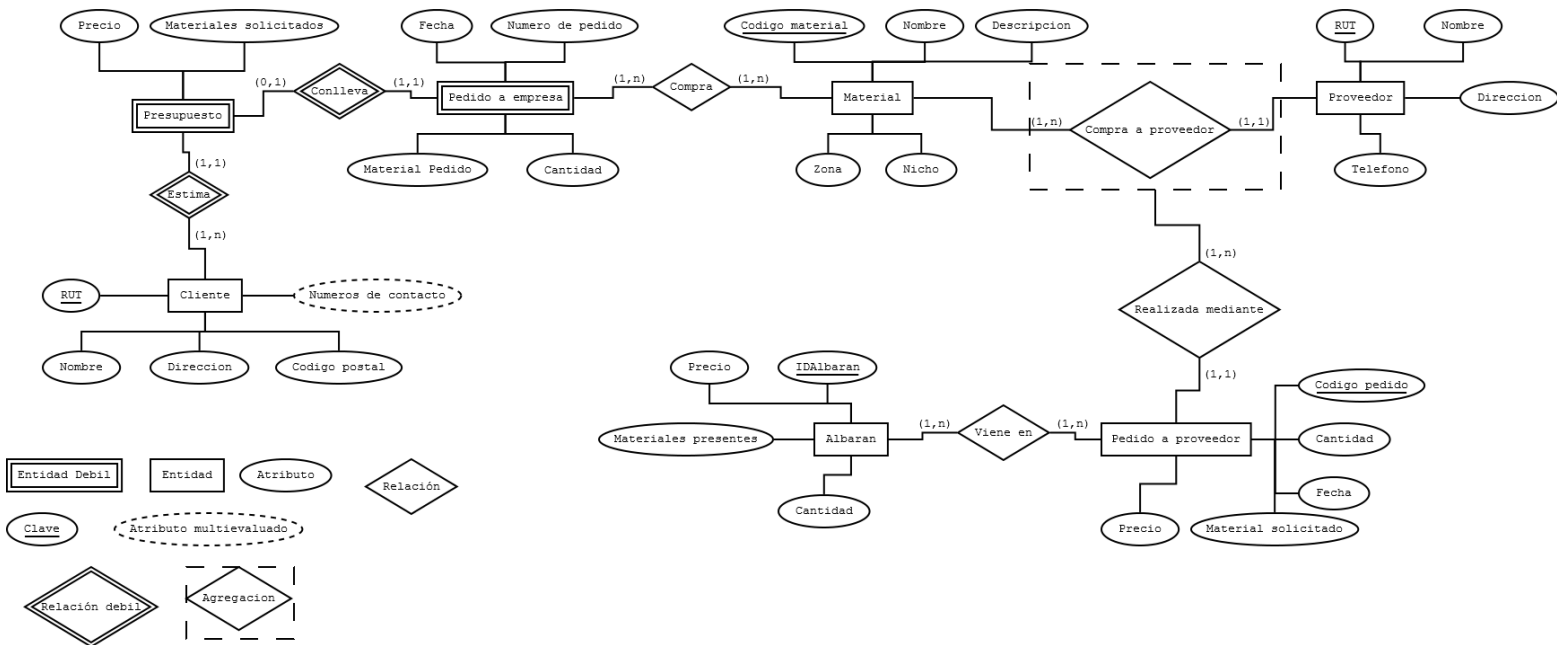 Precio
Materiales solicitados
Fecha
Numero de pedido
Codigo material
Nombre
Descripcion
RUT
Nombre
(0,1)
Conlleva
(1,1)
Pedido a empresa
(1,n)
Compra
(1,n)
Material
Proveedor
Direccion
Presupuesto
(1,n)
Compra a proveedor
(1,1)
(1,1)
Material Pedido
Cantidad
Zona
Nicho
Telefono
Estima
(1,n)
(1,n)
RUT
Cliente
Numeros de contacto
Realizada mediante
Nombre
Direccion
Codigo postal
Precio
IDAlbaran
(1,1)
Codigo pedido
(1,n)
Viene en
(1,n)
Materiales presentes
Albaran
Pedido a proveedor
Cantidad
Entidad Debil
Entidad
Atributo
Relación
Fecha
Cantidad
Clave
Atributo multievaluado
Precio
Material solicitado
Relación debil
Agregacion